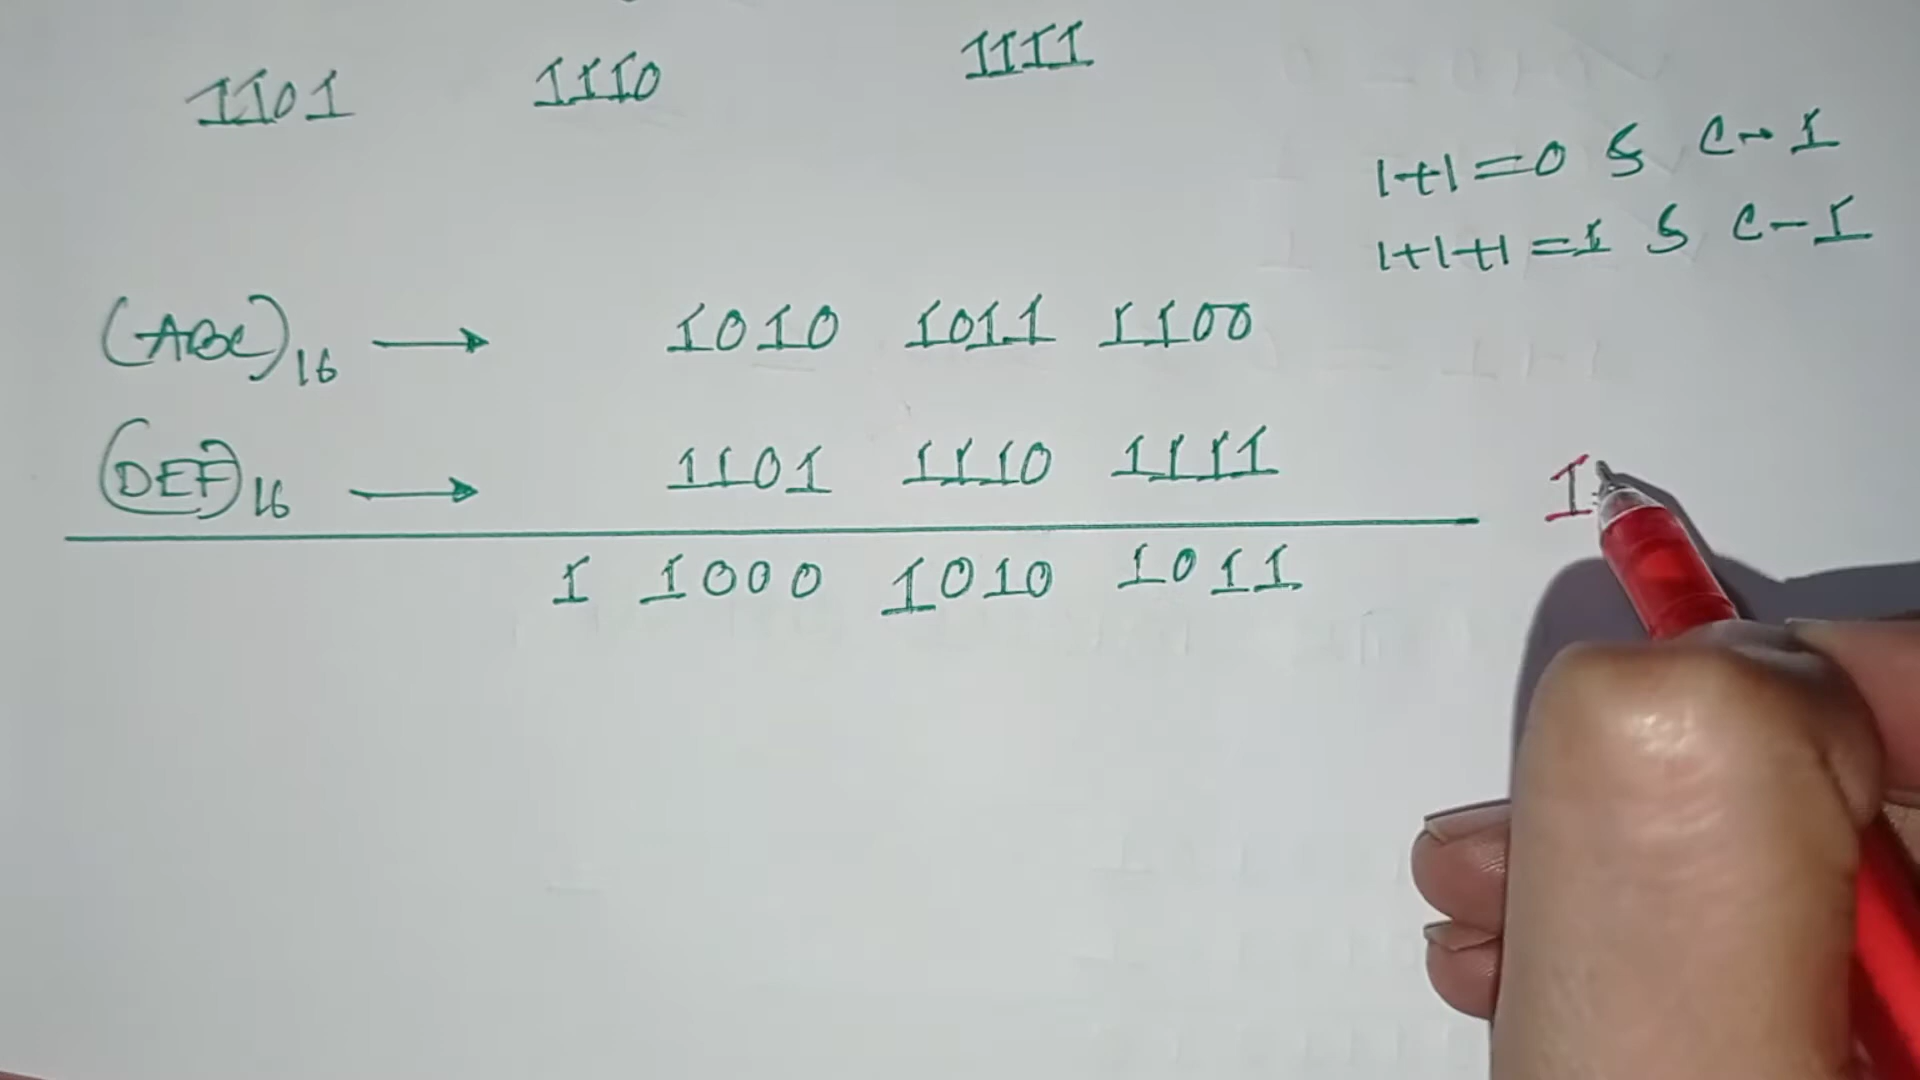 1101 1110 1111
1+1=0 & C-1
1+1+1=1 & C-1
(ABC)16 → 1010 1011 1100
(DEF)16 → 1101 1110 1111
1
1 1000 1010 1011